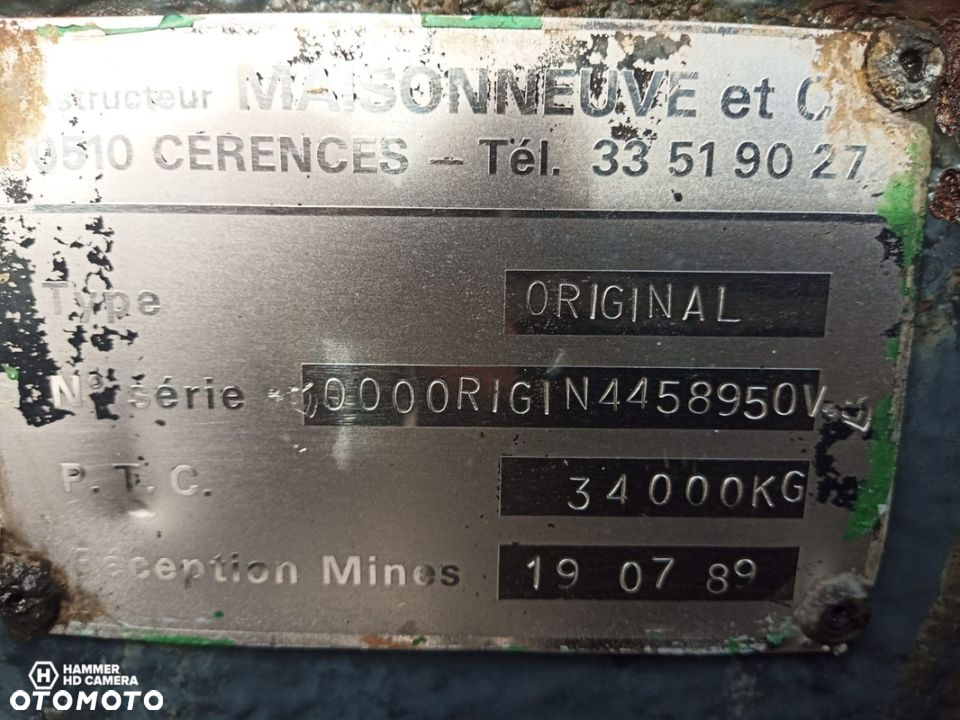 structeur MAISONNEUVE et C
0510 CERENCES - Tél. 33 51 90 27
Type ORIGINAL
N° série 0000RIGIN4458950V
P.T.C. 34000KG
Réception Mines 19 07 89
HAMMER
HD CAMERA
OTOMOTO